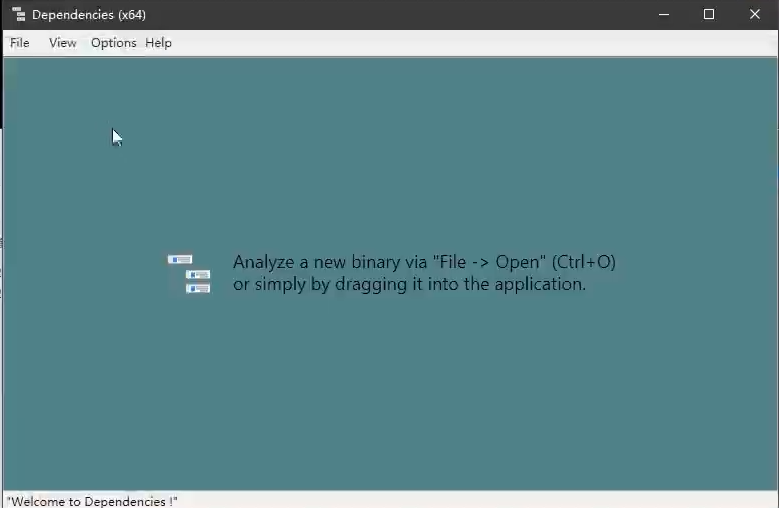 Dependencies (x64)
File View Options Help
Analyze a new binary via "File -> Open" (Ctrl+O)
or simply by dragging it into the application.
"Welcome to Dependencies !"